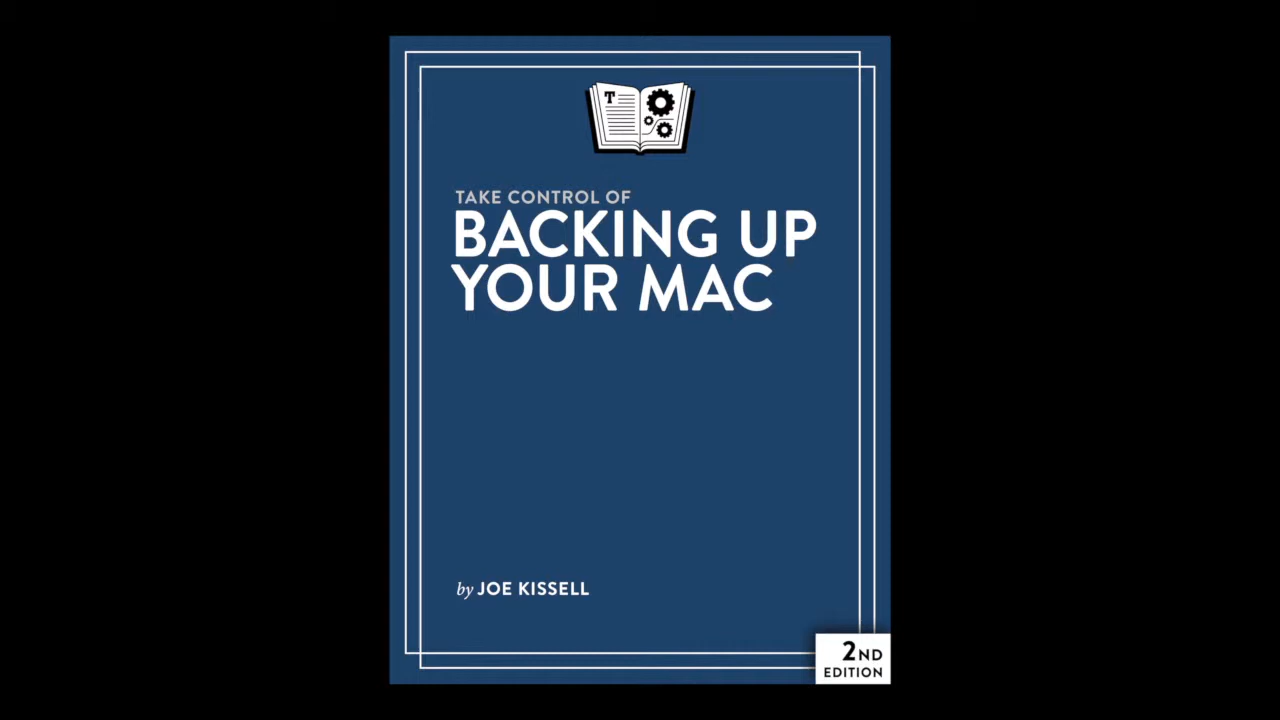 T
TAKE CONTROL OF
BACKING UP
YOUR MAC
by JOE KISSELL
2ND
EDITION